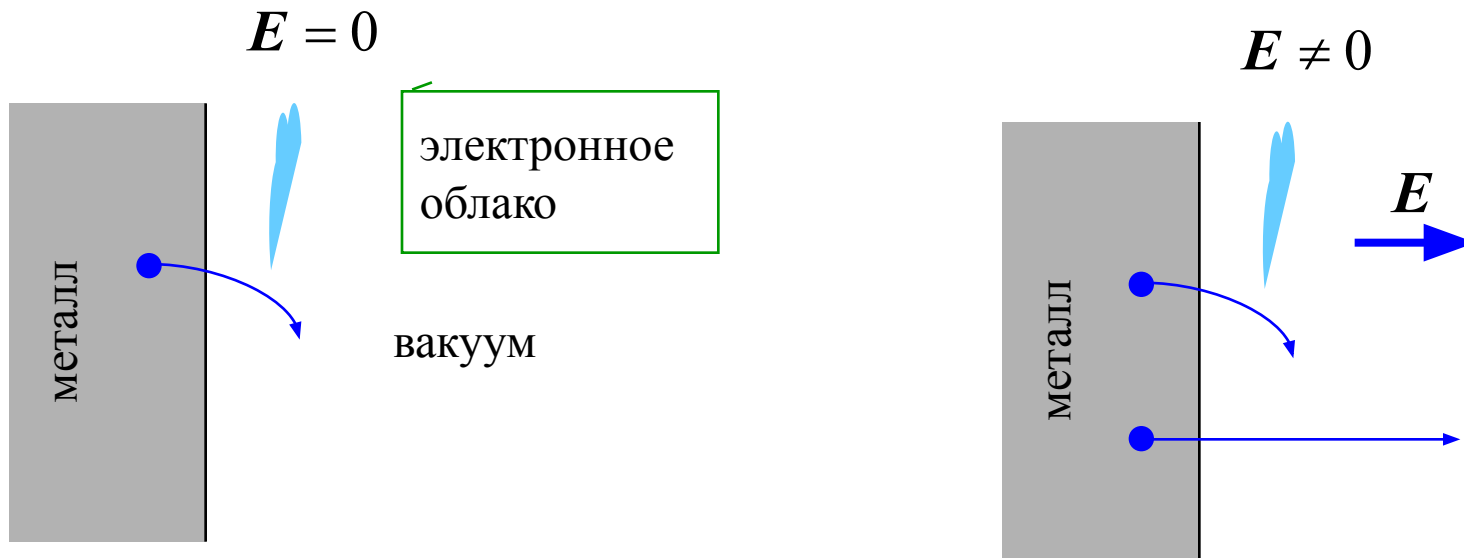 E = 0
электронное
облако
металл
вакуум
E ≠ 0
E
металл